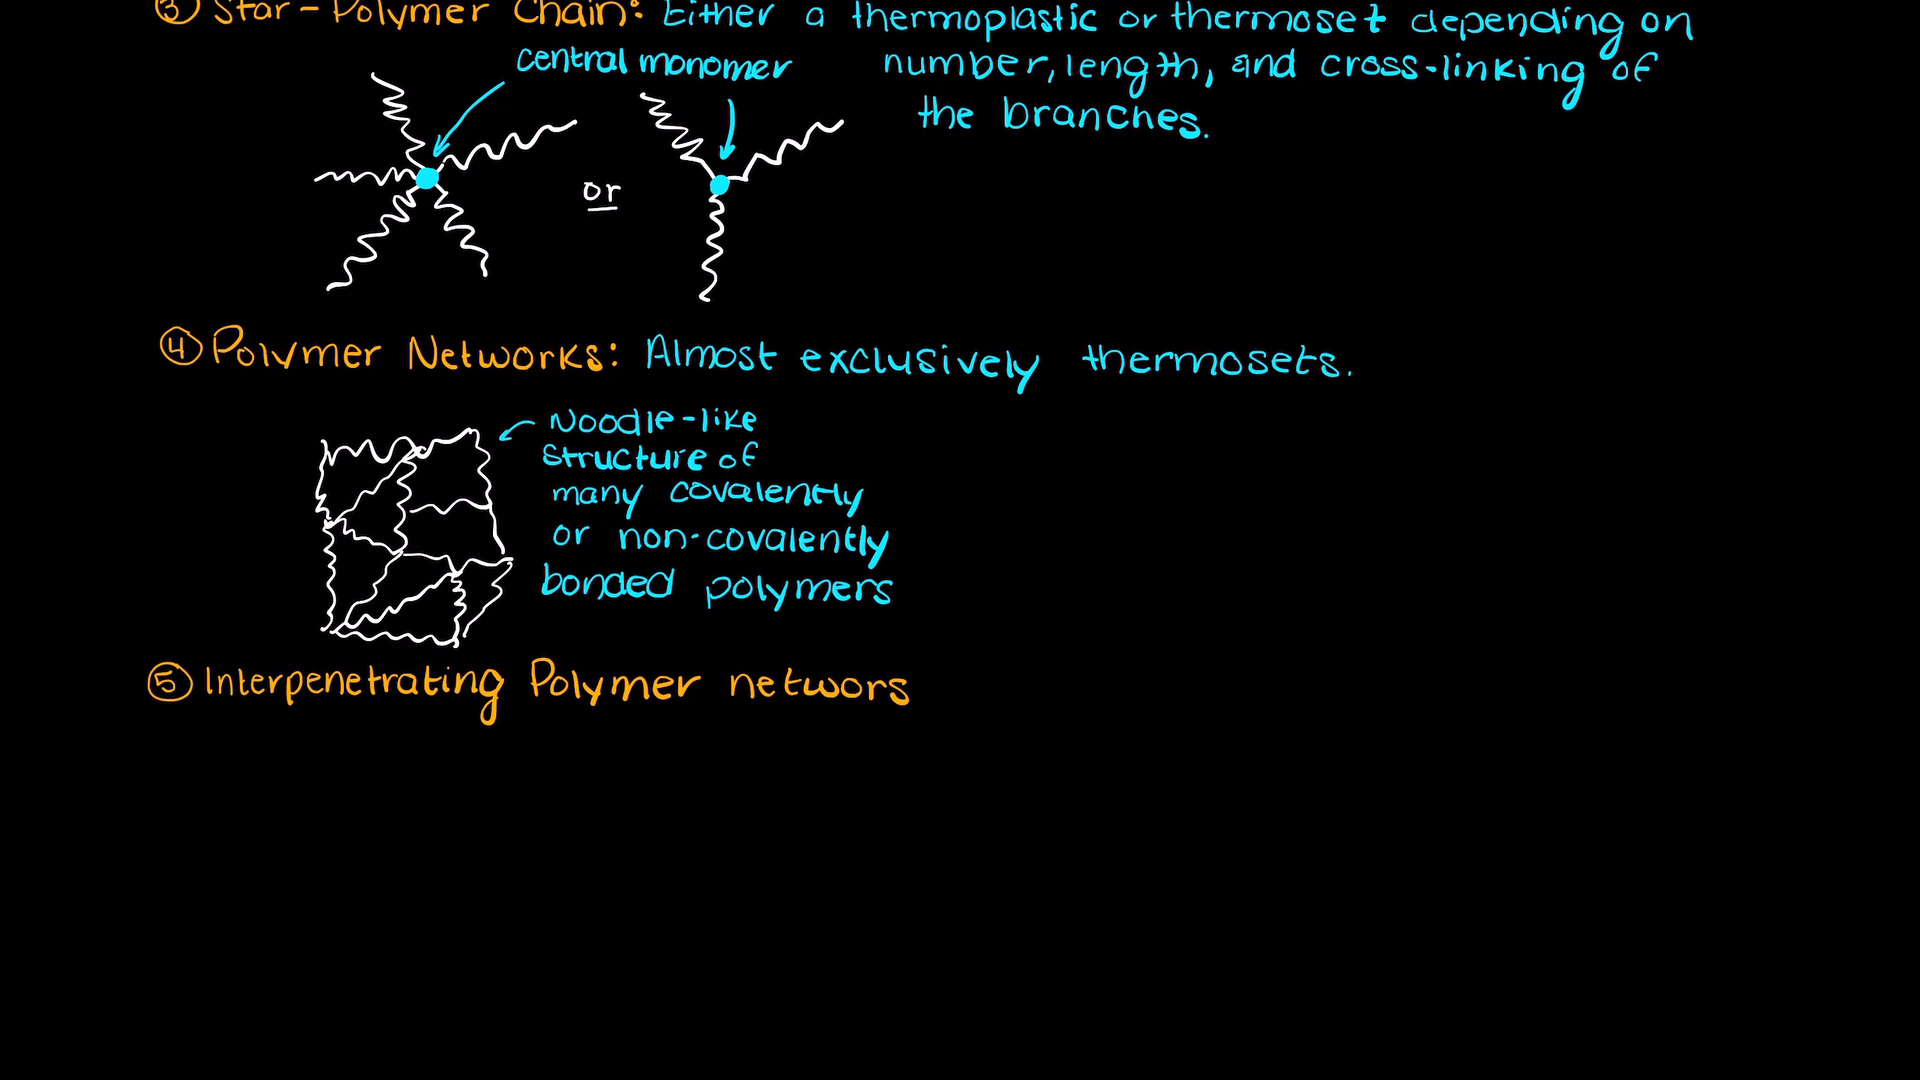 ③ Star-Polymer Chain: Either a thermoplastic or thermoset depending on
central monomer number, length, and cross-linking of
the branches.
or
④ Polymer Networks: Almost exclusively thermosets.
Noodle-like
structure of
many covalently
or non-covalently
bonded polymers
⑤ Interpenetrating Polymer networs